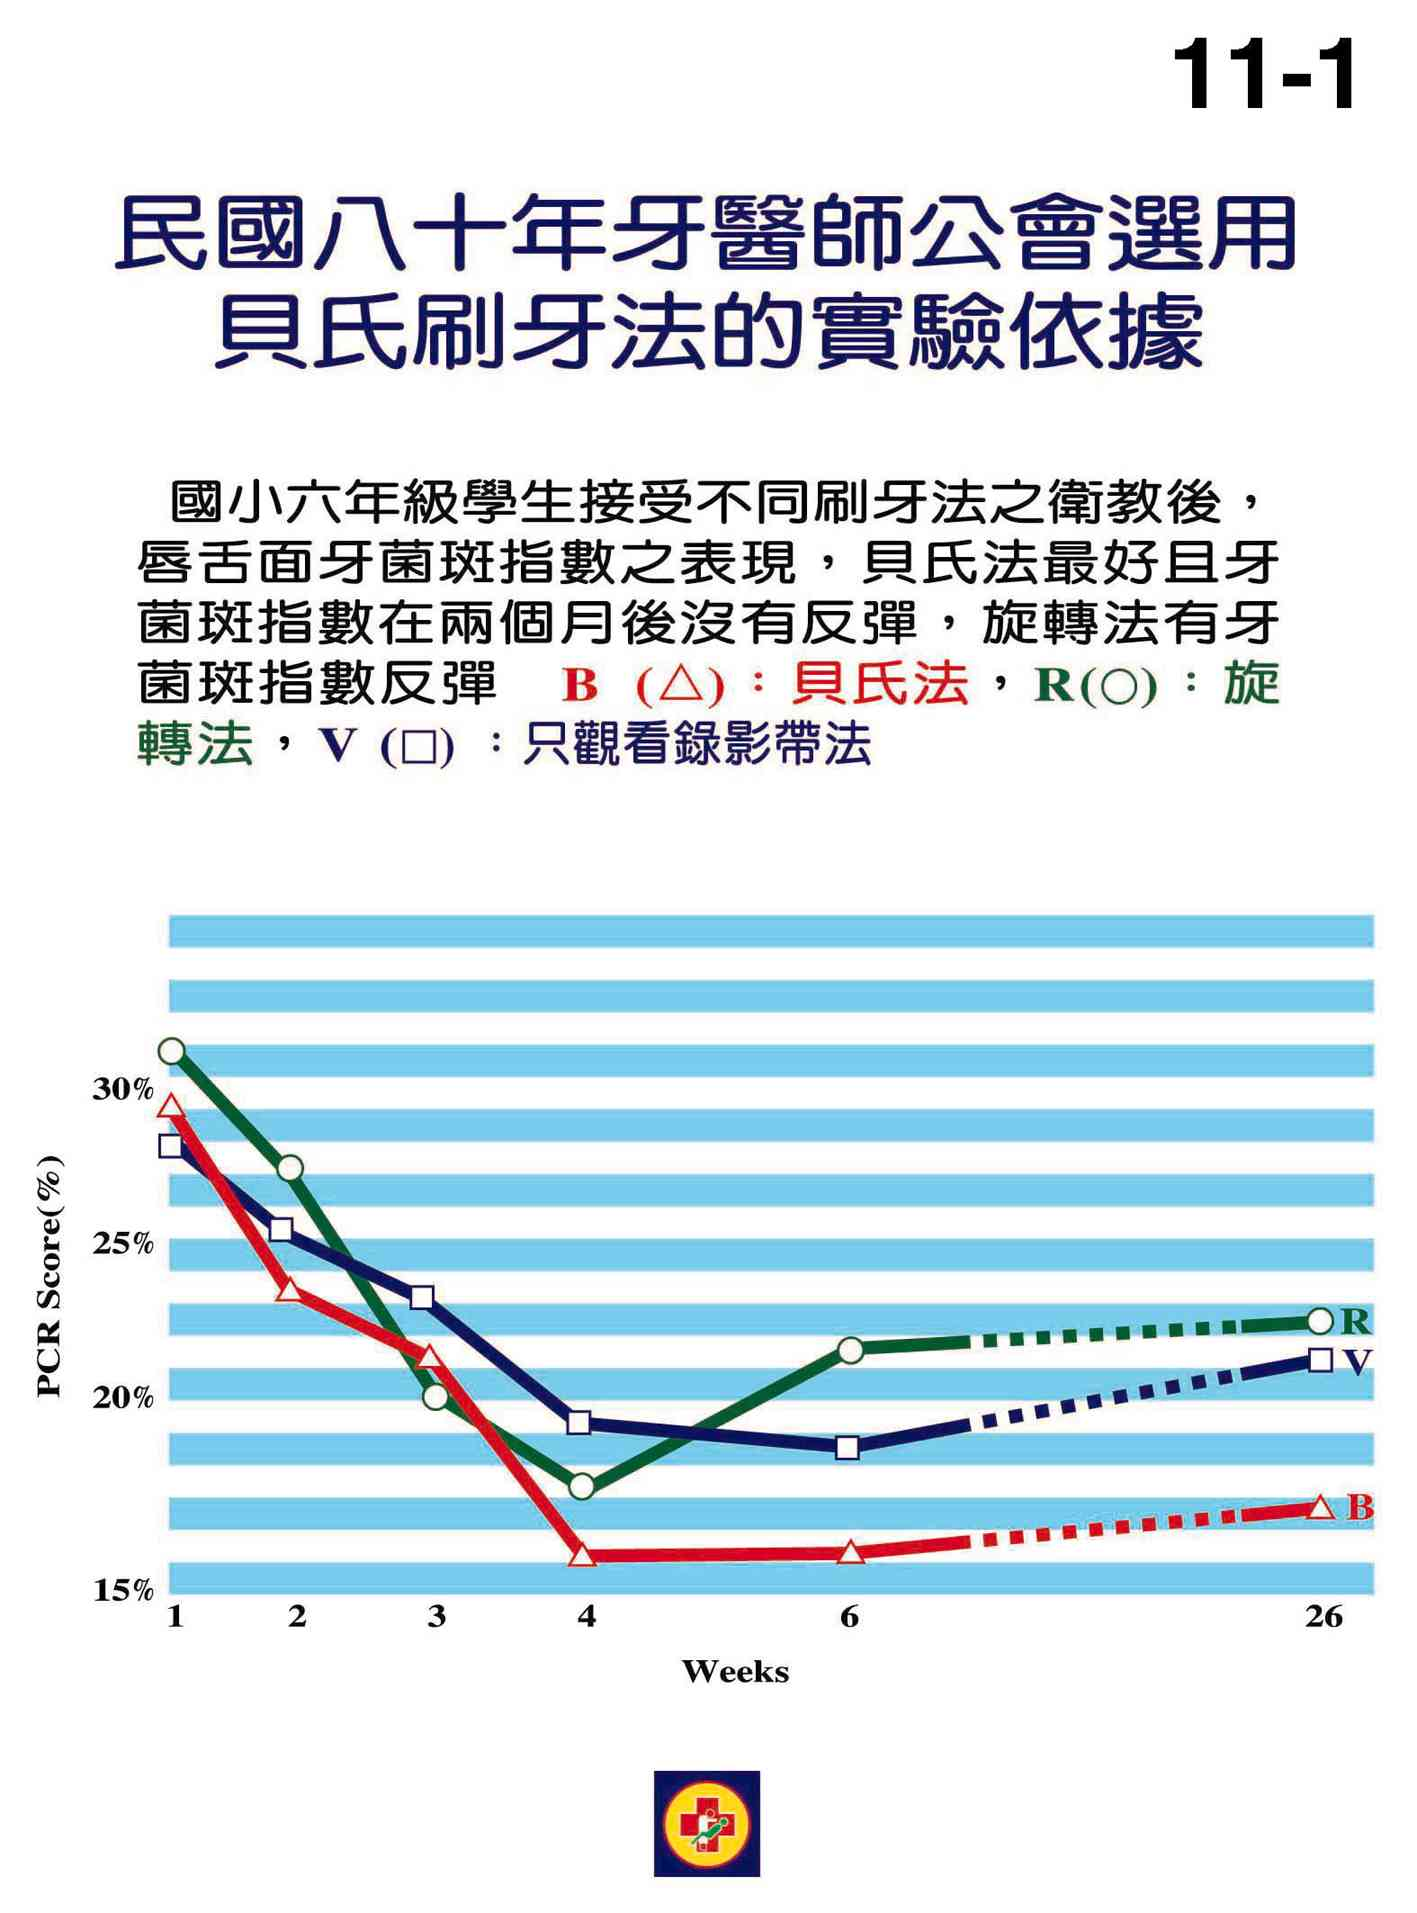 11-1
民國八十年牙醫師公會選用
貝氏刷牙法的實驗依據
國小六年級學生接受不同刷牙法之衛教後，
唇舌面牙菌斑指數之表現，貝氏法最好且牙
菌斑指數在兩個月後沒有反彈，旋轉法有牙
菌斑指數反彈 B (△)：貝氏法，R(○)：旋
轉法，V (□)：只觀看錄影帶法
30%
25%
20%
15%
PCR Score(%)
R
V
B
1 2 3 4 6 26
Weeks